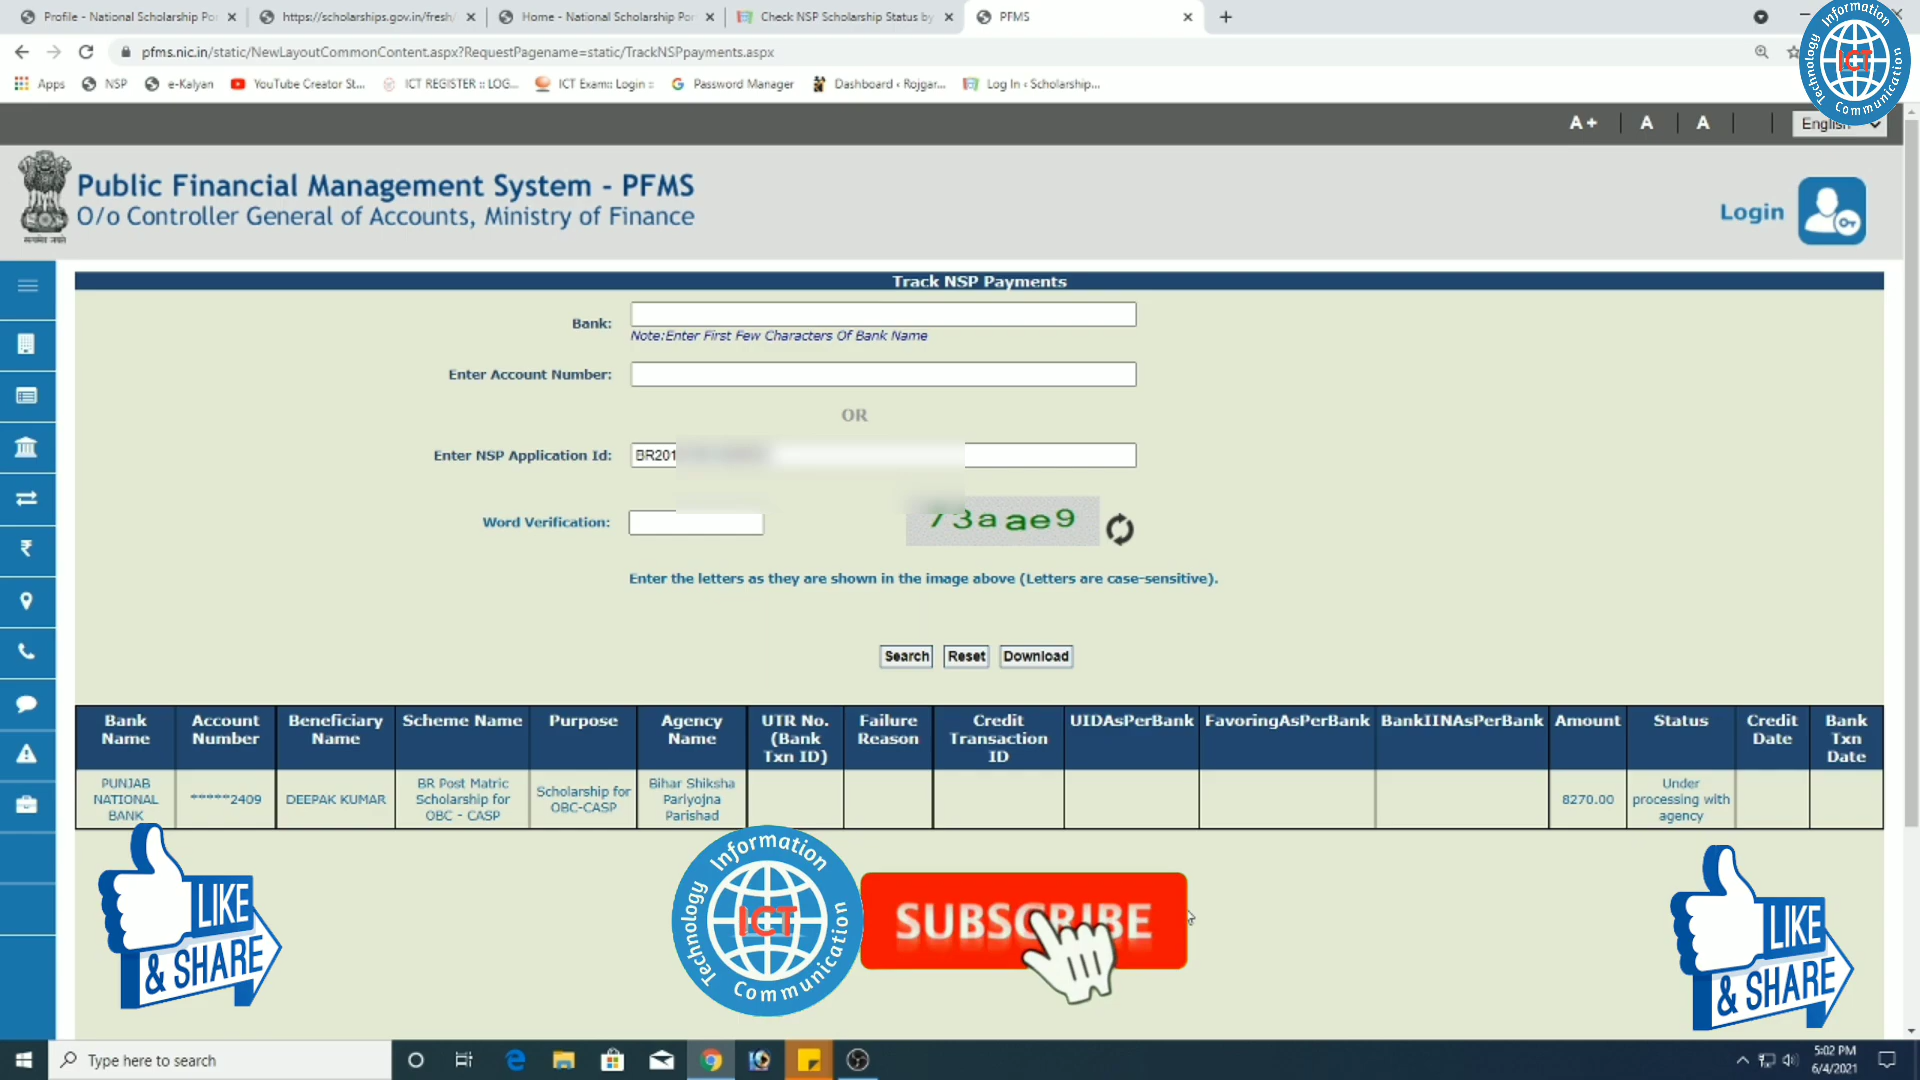 Profile - National Scholarship Po
https://scholarships.gov.in/fresh
Home - National Scholarship Por
Check NSP Scholarship Status by
PFMS
pfms.nic.in/static/NewLayoutCommonContent.aspx?RequestPagename=static/TrackNSPpayments.aspx
Apps
NSP
e-Kalyan
YouTube Creator St...
ICT REGISTER :: LOG...
ICT Exam:: Login ::
Password Manager
Dashboard ‹ Rojgar...
Log In ‹ Scholarship...
Information
Technology
Communication
ICT
A+ A A
English
Public Financial Management System - PFMS
O/o Controller General of Accounts, Ministry of Finance
Login
Track NSP Payments
Bank:
Note:Enter First Few Characters Of Bank Name
Enter Account Number:
OR
Enter NSP Application Id: BR201
Word Verification: 73aae9
Enter the letters as they are shown in the image above (Letters are case-sensitive).
Search Reset Download
Bank Name
Account Number
Beneficiary Name
Scheme Name
Purpose
Agency Name
UTR No. (Bank Txn ID)
Failure Reason
Credit Transaction ID
UIDAsPerBank
FavoringAsPerBank
BankIINAsPerBank
Amount
Status
Credit Date
Bank Txn Date
PUNJAB NATIONAL BANK
*****2409
DEEPAK KUMAR
BR Post Matric Scholarship for OBC - CASP
Scholarship for OBC-CASP
Bihar Shiksha Pariyojna Parishad
8270.00
Under processing with agency
LIKE
& SHARE
Information
Technology
Communication
ICT
SUBSCRIBE
LIKE
& SHARE
Type here to search
5:02 PM
6/4/2021